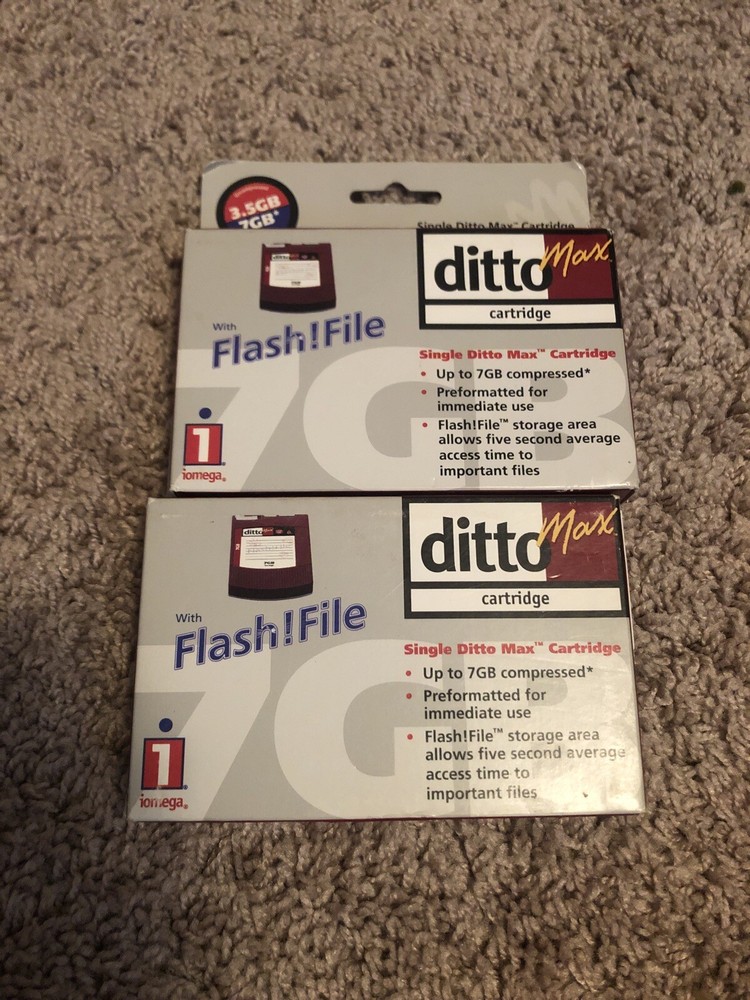 3.5GB
7GB*
Single Ditto Max™ Cartridge
ditto Max
cartridge
With
Flash!File
Single Ditto Max™ Cartridge
• Up to 7GB compressed*
• Preformatted for
immediate use
• Flash!File™ storage area
allows five second average
access time to
important files
7GB
iomega®
ditto
ditto Max
cartridge
With
Flash!File
Single Ditto Max™ Cartridge
• Up to 7GB compressed*
• Preformatted for
immediate use
• Flash!File™ storage area
allows five second average
access time to
important files
7GB
iomega®